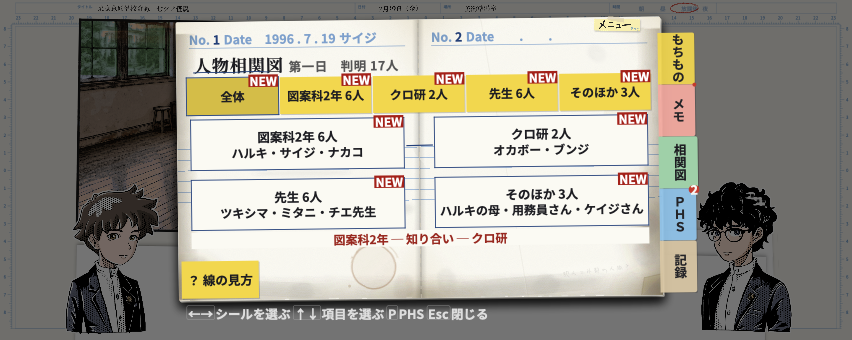 No. 1 Date 1996 . 7 . 19 サイジ
No. 2 Date . .
メニュー
人物相関図 第一日 判明 17人
全体 NEW
図案科2年 6人 NEW
クロ研 2人 NEW
先生 6人 NEW
そのほか 3人 NEW
NEW
図案科2年 6人
ハルキ・サイジ・ナカコ
NEW
クロ研 2人
オカボー・ブンジ
NEW
先生 6人
ツキシマ・ミタニ・チエ先生
NEW
そのほか 3人
ハルキの母・用務員さん・ケイジさん
図案科2年 ― 知り合い ― クロ研
? 線の見方
もちもの
メモ
相関図
2
PHS
記録
←→ シールを選ぶ ↑↓ 項目を選ぶ P PHS Esc 閉じる